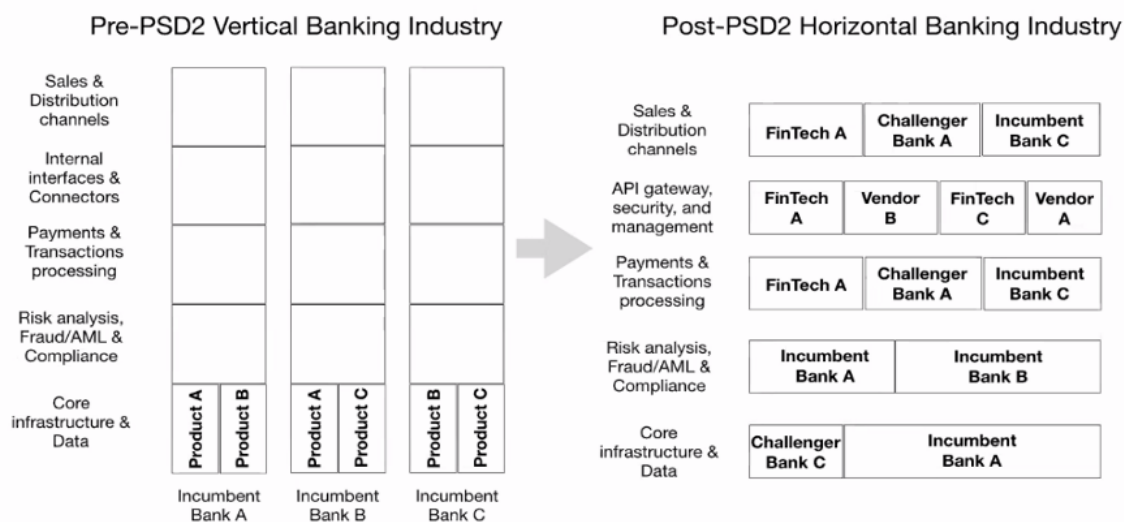 Pre-PSD2 Vertical Banking Industry
Sales &
Distribution
channels
Internal
interfaces &
Connectors
Payments &
Transactions
processing
Risk analysis,
Fraud/AML &
Compliance
Core
infrastructure &
Data
Product A
Product B
Product A
Product C
Product B
Product C
Incumbent
Bank A
Incumbent
Bank B
Incumbent
Bank C
Post-PSD2 Horizontal Banking Industry
Sales &
Distribution
channels
FinTech A
Challenger
Bank A
Incumbent
Bank C
API gateway,
security, and
management
FinTech
A
Vendor
B
FinTech
C
Vendor
A
Payments &
Transactions
processing
FinTech A
Challenger
Bank A
Incumbent
Bank C
Risk analysis,
Fraud/AML &
Compliance
Incumbent
Bank A
Incumbent
Bank B
Core
infrastructure &
Data
Challenger
Bank C
Incumbent
Bank A